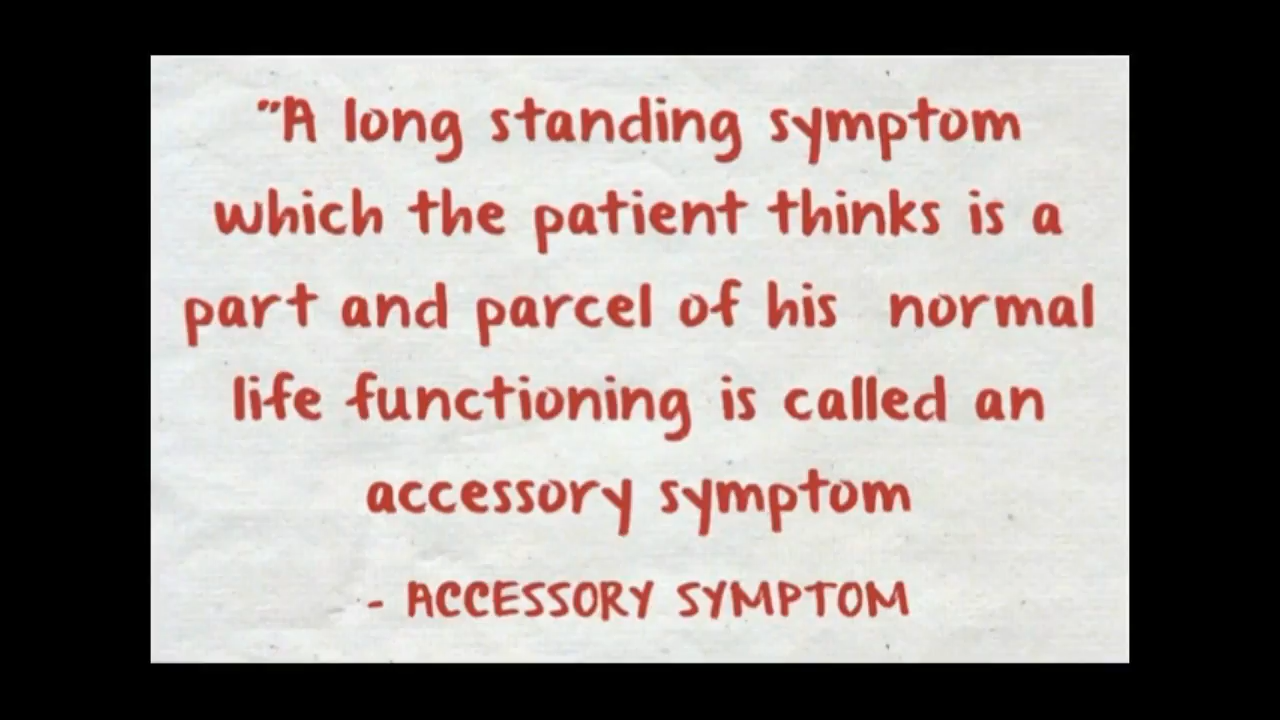 "A long standing symptom
which the patient thinks is a
part and parcel of his normal
life functioning is called an
accessory symptom
- ACCESSORY SYMPTOM